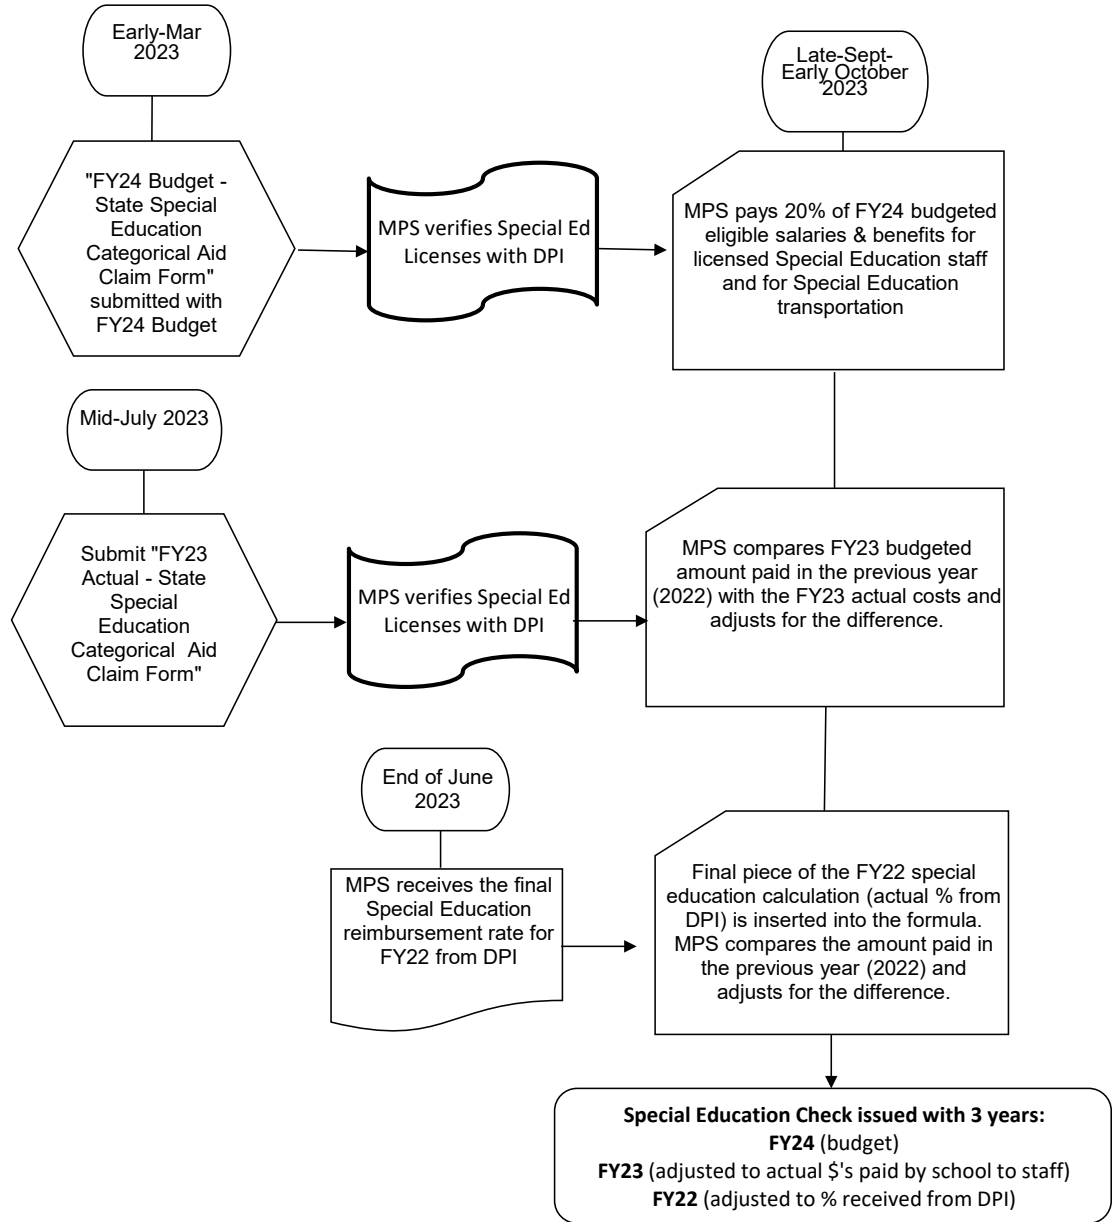 Early-Mar
2023
Late-Sept-
Early October
2023
"FY24 Budget -
State Special
Education
Categorical Aid
Claim Form"
submitted with
FY24 Budget
MPS verifies Special Ed
Licenses with DPI
MPS pays 20% of FY24 budgeted
eligible salaries & benefits for
licensed Special Education staff
and for Special Education
transportation
Mid-July 2023
Submit "FY23
Actual - State
Special
Education
Categorical  Aid
Claim Form"
MPS verifies Special Ed
Licenses with DPI
MPS compares FY23 budgeted
amount paid in the previous year
(2022) with the FY23 actual costs and
adjusts for the difference.
End of June
2023
MPS receives the final
Special Education
reimbursement rate for
FY22 from DPI
Final piece of the FY22 special
education calculation (actual % from
DPI) is inserted into the formula.
MPS compares the amount paid in
the previous year (2022) and
adjusts for the difference.
Special Education Check issued with 3 years:
FY24 (budget)
FY23 (adjusted to actual $'s paid by school to staff)
FY22 (adjusted to % received from DPI)